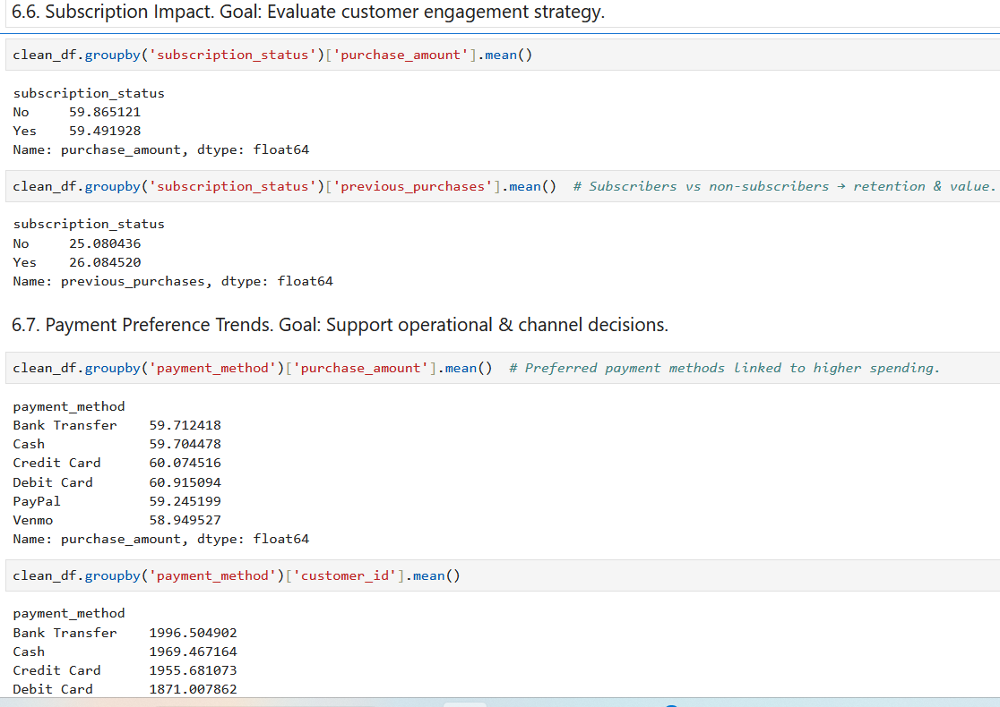 6.6. Subscription Impact. Goal: Evaluate customer engagement strategy.
clean_df.groupby('subscription_status')['purchase_amount'].mean()
subscription_status
No     59.865121
Yes    59.491928
Name: purchase_amount, dtype: float64
clean_df.groupby('subscription_status')['previous_purchases'].mean()  # Subscribers vs non-subscribers → retention & value.
subscription_status
No     25.080436
Yes    26.084520
Name: previous_purchases, dtype: float64
6.7. Payment Preference Trends. Goal: Support operational & channel decisions.
clean_df.groupby('payment_method')['purchase_amount'].mean()  # Preferred payment methods linked to higher spending.
payment_method
Bank Transfer    59.712418
Cash             59.704478
Credit Card      60.074516
Debit Card       60.915094
PayPal           59.245199
Venmo            58.949527
Name: purchase_amount, dtype: float64
clean_df.groupby('payment_method')['customer_id'].mean()
payment_method
Bank Transfer    1996.504902
Cash             1969.467164
Credit Card      1955.681073
Debit Card       1871.007862